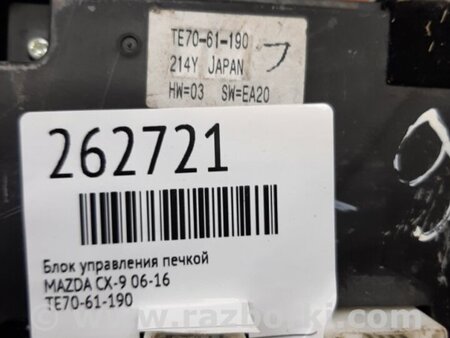 TE70-61-190
214Y JAPAN
HW=03 SW=EA20
262721
Блок управления печкой
MAZDA CX-9 06-16
TE70-61-190
www.razborki.com